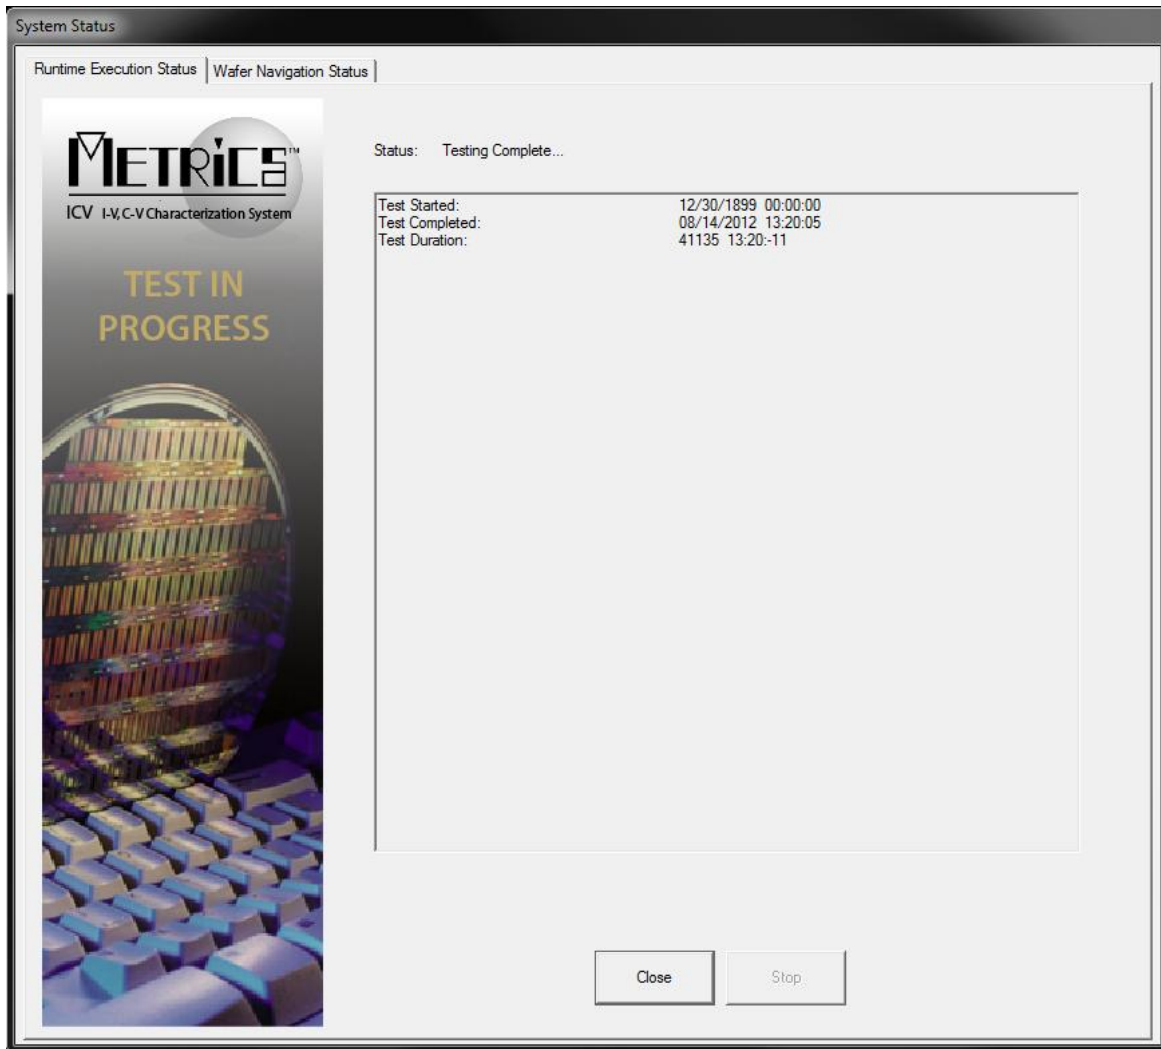 System Status
Runtime Execution Status Wafer Navigation Status
METRICS™
ICV I-V, C-V Characterization System
TEST IN
PROGRESS
Status: Testing Complete...
Test Started: 12/30/1899 00:00:00
Test Completed: 08/14/2012 13:20:05
Test Duration: 41135 13:20:-11
Close Stop